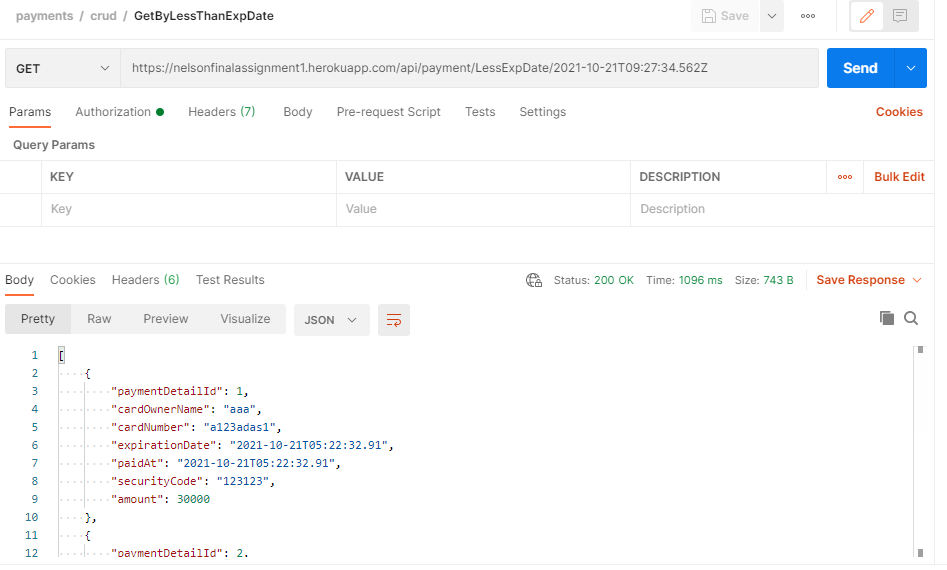 payments / crud / GetByLessThanExpDate
Save
GET https://nelsonfinalassignment1.herokuapp.com/api/payment/LessExpDate/2021-10-21T09:27:34.562Z Send
Params Authorization Headers (7) Body Pre-request Script Tests Settings Cookies
Query Params
KEY VALUE DESCRIPTION Bulk Edit
Key Value Description
Body Cookies Headers (6) Test Results Status: 200 OK Time: 1096 ms Size: 743 B Save Response
Pretty Raw Preview Visualize JSON
1 [
2 {
3 "paymentDetailId": 1,
4 "cardOwnerName": "aaa",
5 "cardNumber": "a123adas1",
6 "expirationDate": "2021-10-21T05:22:32.91",
7 "paidAt": "2021-10-21T05:22:32.91",
8 "securityCode": "123123",
9 "amount": 30000
10 },
11 {
12 "paymentDetailId": 2,